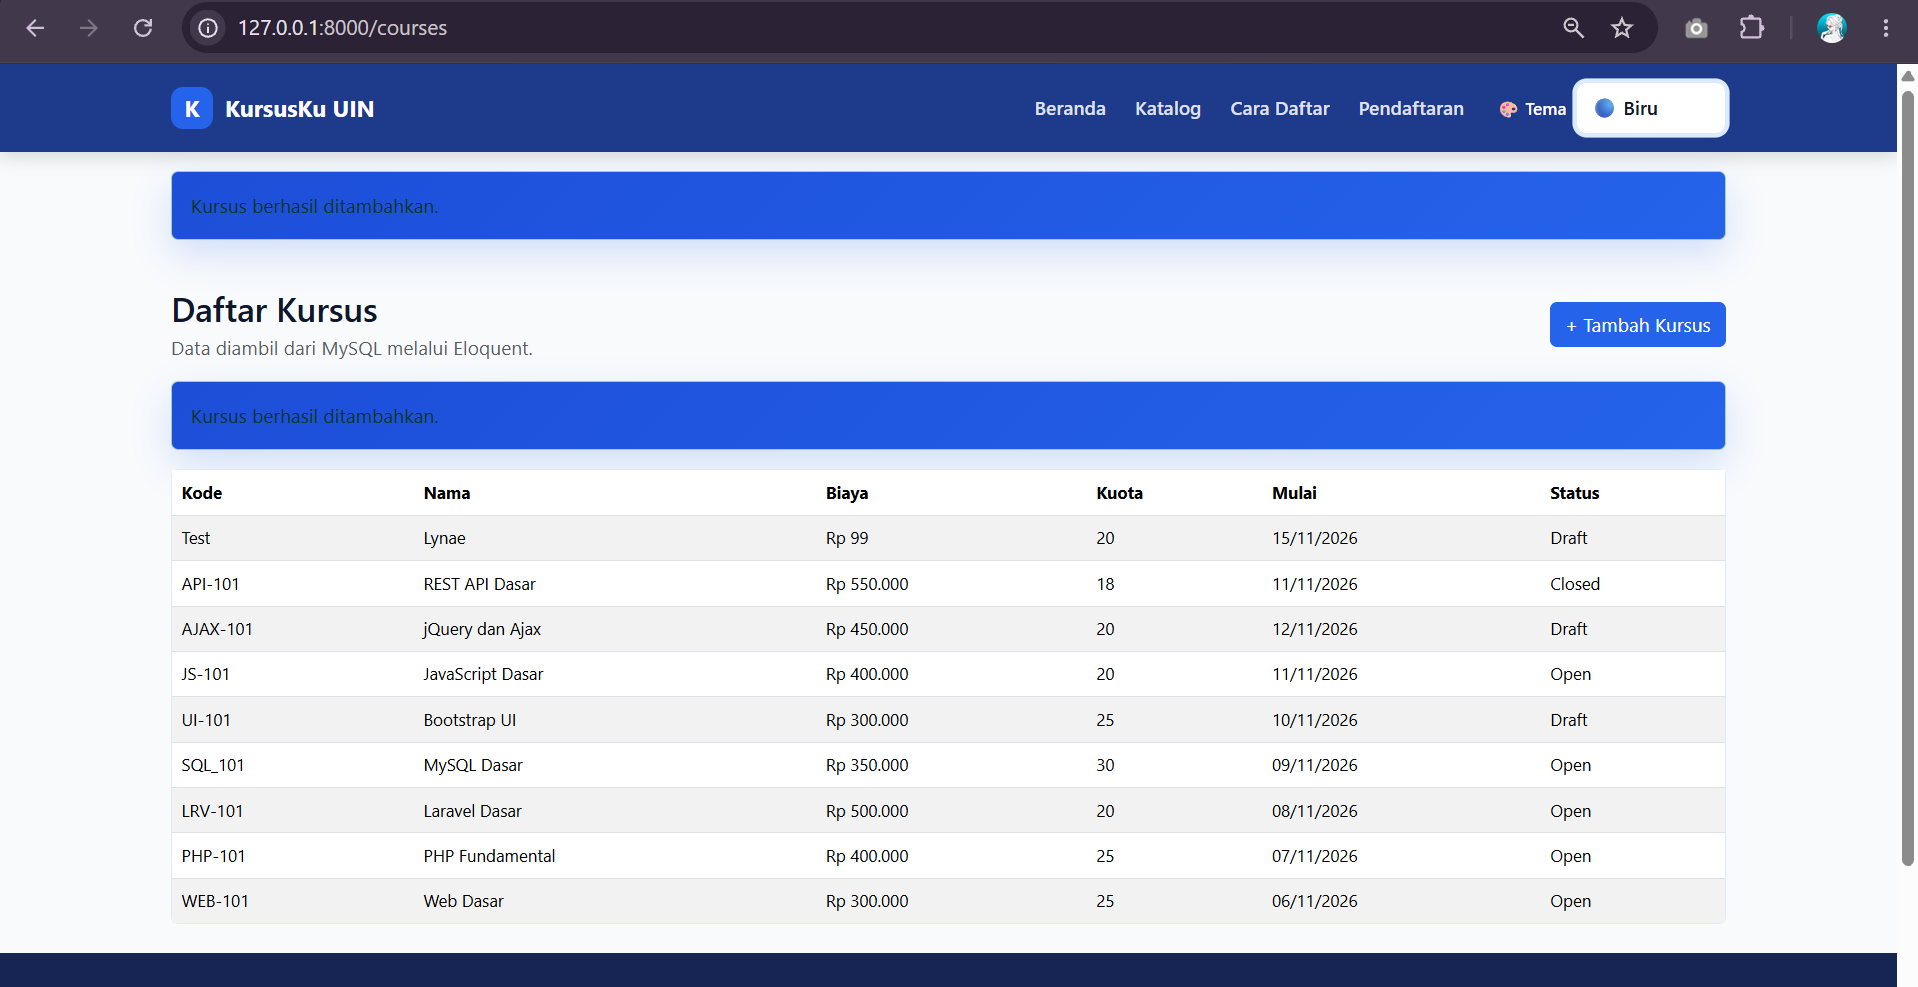 127.0.0.1:8000/courses
K KursusKu UIN Beranda Katalog Cara Daftar Pendaftaran Tema Biru
Kursus berhasil ditambahkan.
Daftar Kursus
+ Tambah Kursus
Data diambil dari MySQL melalui Eloquent.
Kursus berhasil ditambahkan.
Kode Nama Biaya Kuota Mulai Status
Test Lynae Rp 99 20 15/11/2026 Draft
API-101 REST API Dasar Rp 550.000 18 11/11/2026 Closed
AJAX-101 jQuery dan Ajax Rp 450.000 20 12/11/2026 Draft
JS-101 JavaScript Dasar Rp 400.000 20 11/11/2026 Open
UI-101 Bootstrap UI Rp 300.000 25 10/11/2026 Draft
SQL_101 MySQL Dasar Rp 350.000 30 09/11/2026 Open
LRV-101 Laravel Dasar Rp 500.000 20 08/11/2026 Open
PHP-101 PHP Fundamental Rp 400.000 25 07/11/2026 Open
WEB-101 Web Dasar Rp 300.000 25 06/11/2026 Open